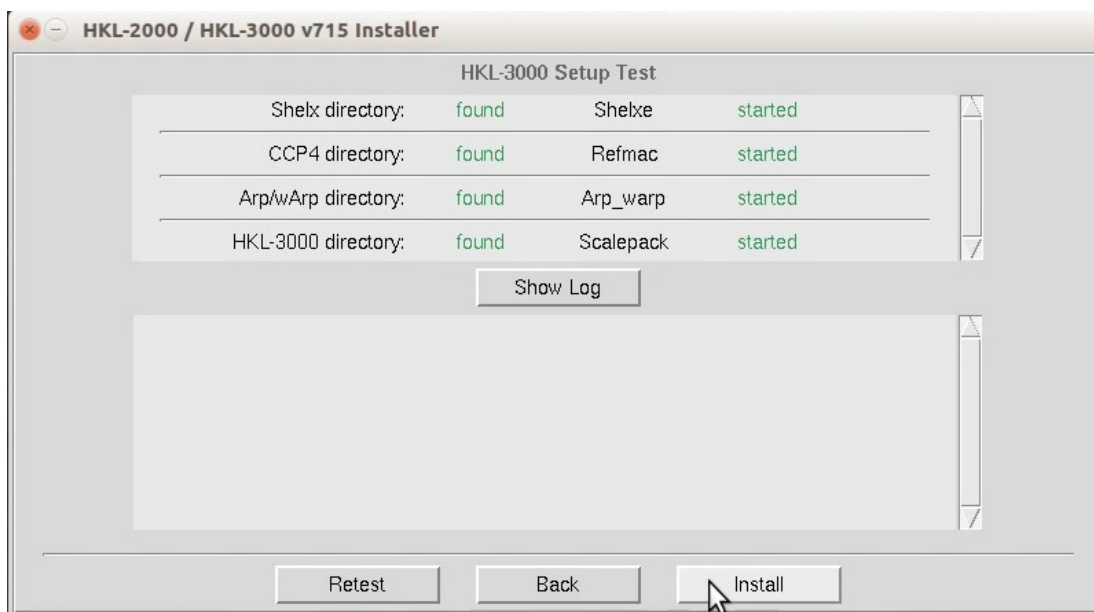 HKL-2000 / HKL-3000 v715 Installer
HKL-3000 Setup Test
Shelx directory: found Shelxe started
CCP4 directory: found Refmac started
Arp/wArp directory: found Arp_warp started
HKL-3000 directory: found Scalepack started
Show Log
Retest Back Install